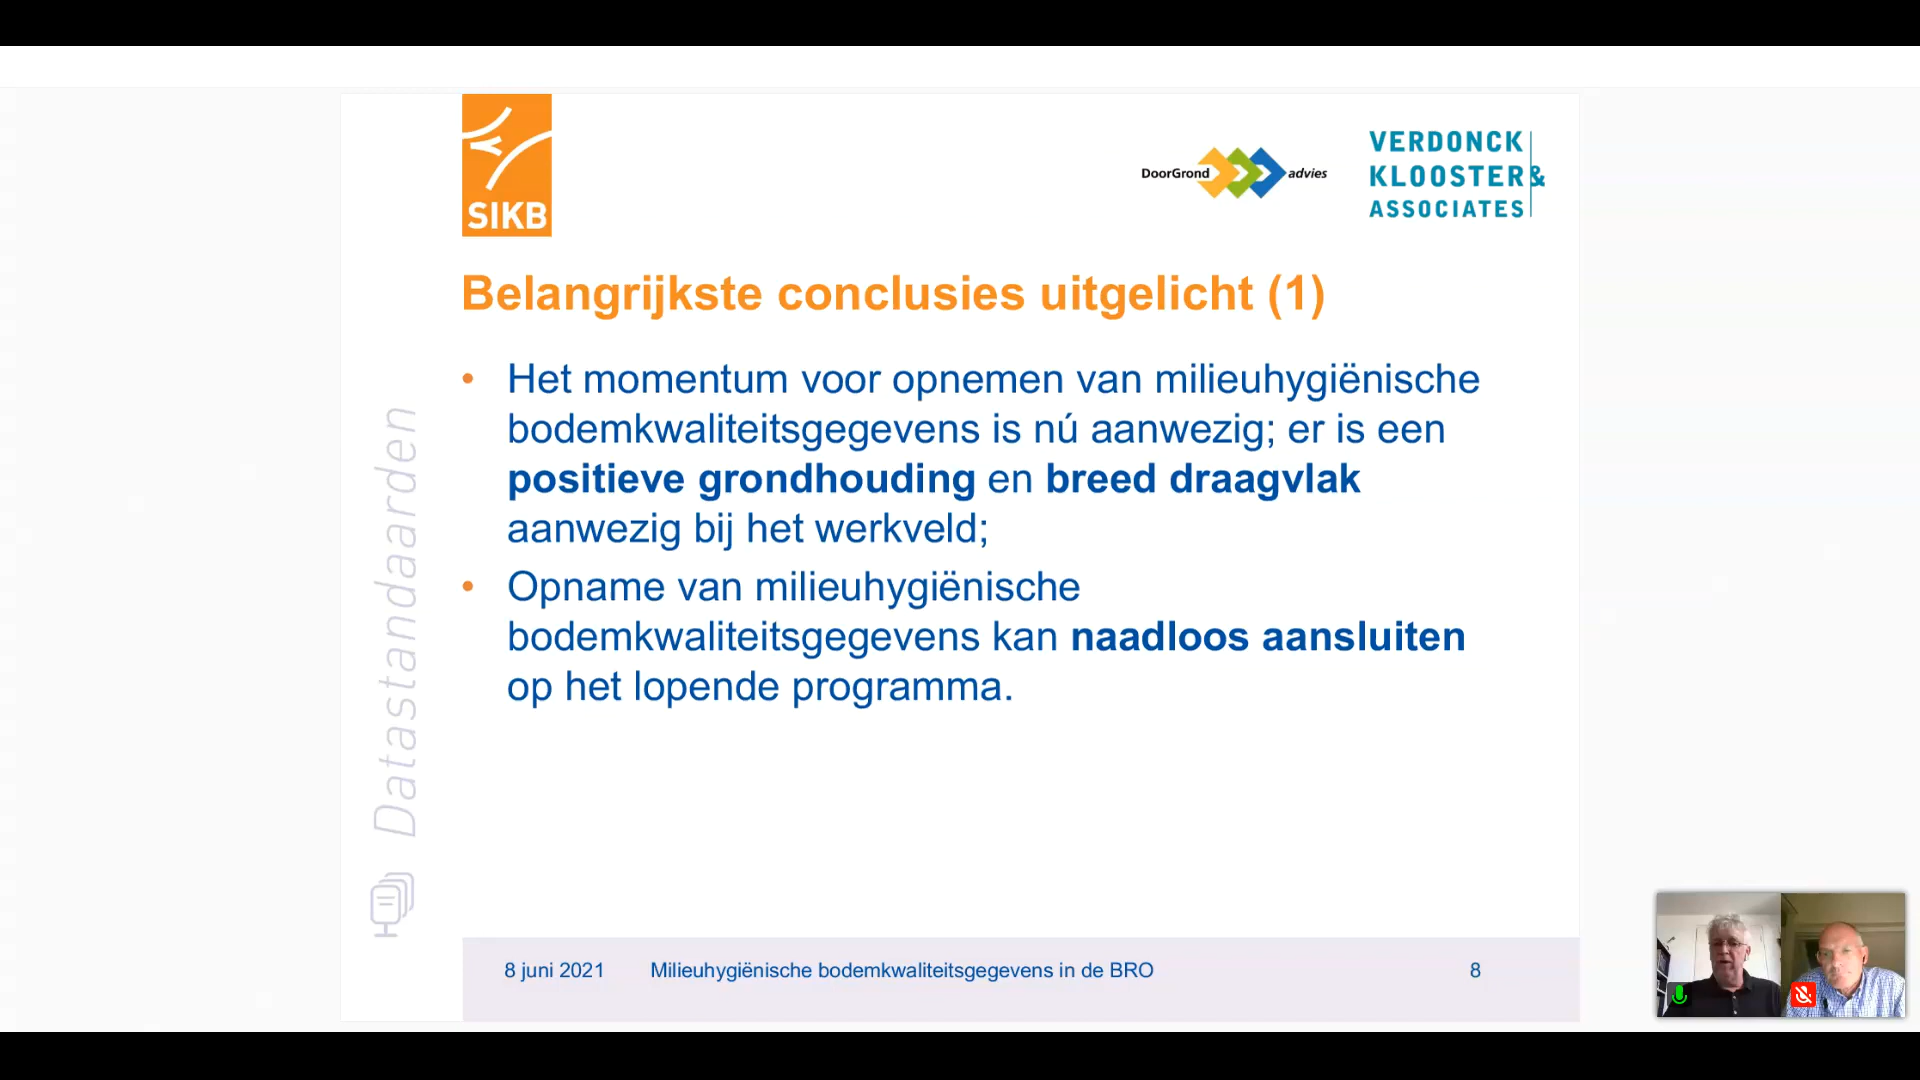 SIKB
DoorGrond advies
VERDONCK
KLOOSTER &
ASSOCIATES
Belangrijkste conclusies uitgelicht (1)
• Het momentum voor opnemen van milieuhygiënische
bodemkwaliteitsgegevens is nú aanwezig; er is een
positieve grondhouding en breed draagvlak
aanwezig bij het werkveld;
• Opname van milieuhygiënische
bodemkwaliteitsgegevens kan naadloos aansluiten
op het lopende programma.
Datastandaarden
8 juni 2021 Milieuhygiënische bodemkwaliteitsgegevens in de BRO 8